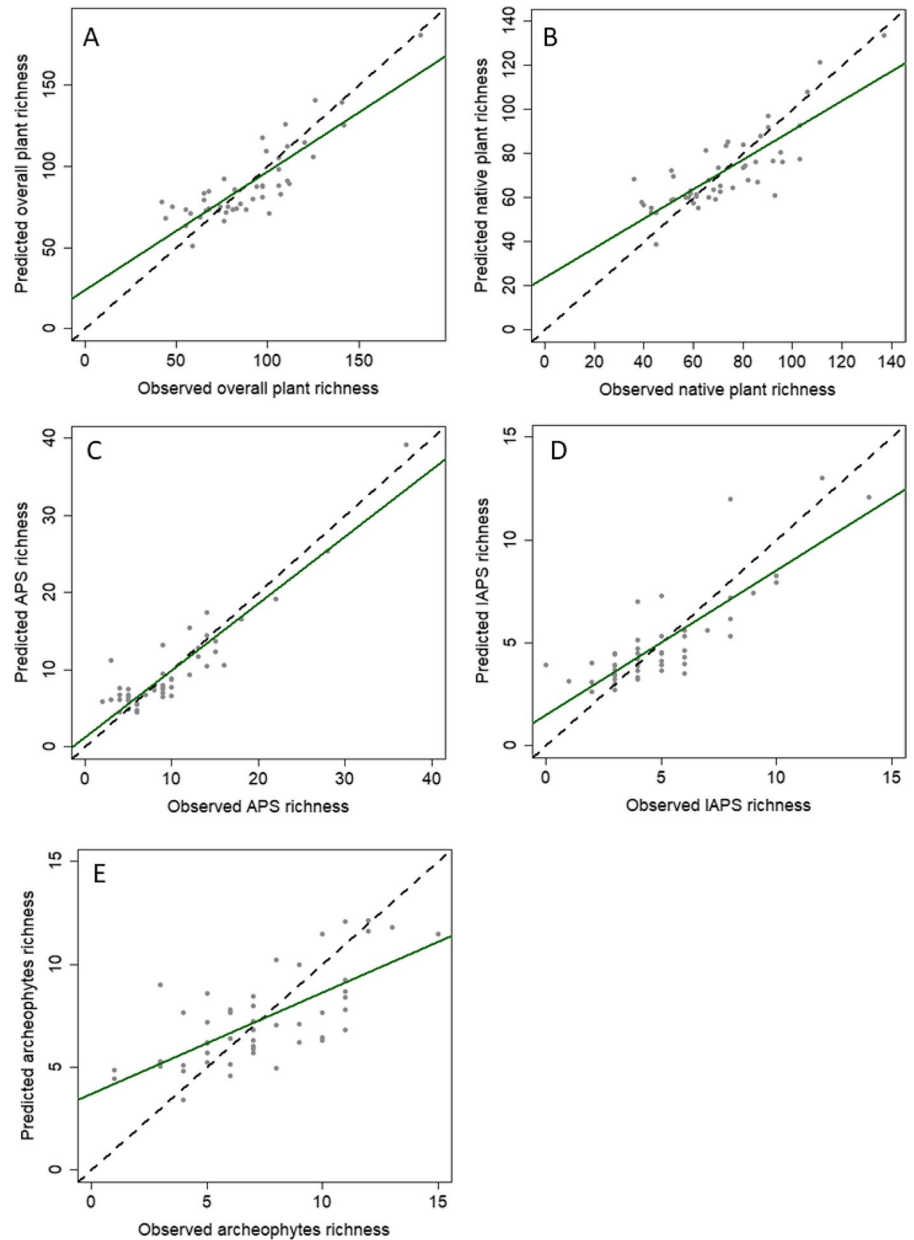 A
Predicted overall plant richness
150
100
50
0
0 50 100 150
Observed overall plant richness
B
Predicted native plant richness
140
120
100
80
60
40
20
0
0 20 40 60 80 100 120 140
Observed native plant richness
C
Predicted APS richness
40
30
20
10
0
0 10 20 30 40
Observed APS richness
D
Predicted IAPS richness
15
10
5
0
0 5 10 15
Observed IAPS richness
E
Predicted archeophytes richness
15
10
5
0
0 5 10 15
Observed archeophytes richness